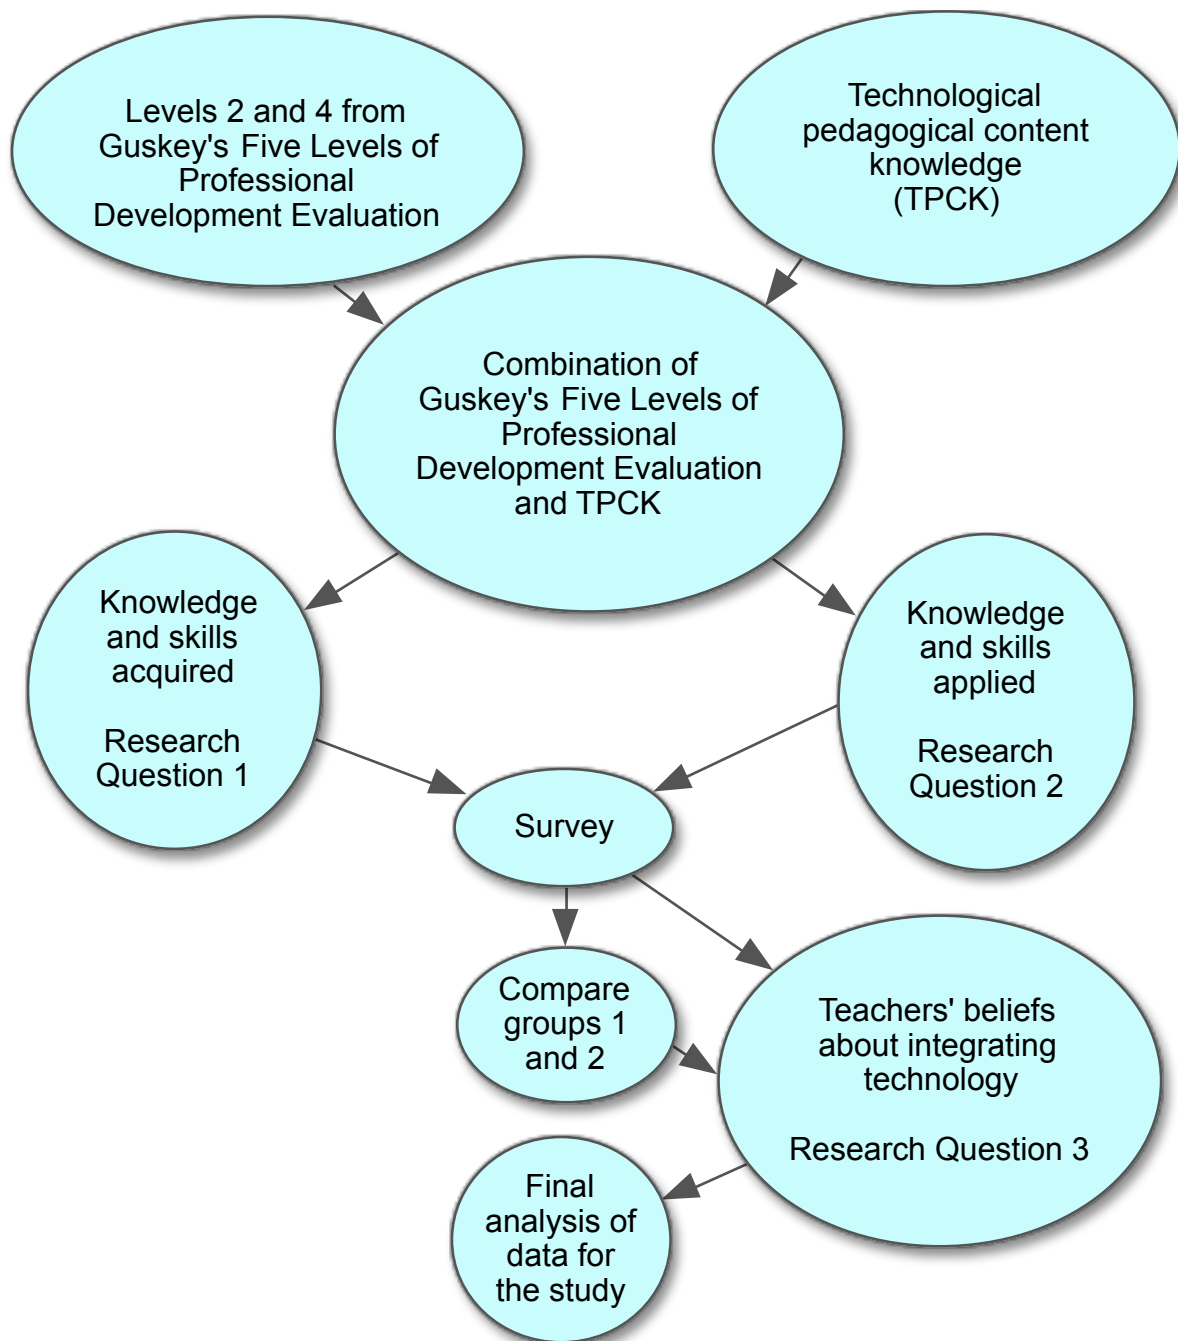 Levels 2 and 4 from
Guskey's Five Levels of
Professional
Development Evaluation
Technological
pedagogical content
knowledge
(TPCK)
Combination of
Guskey's Five Levels of
Professional
Development Evaluation
and TPCK
Knowledge
and skills
acquired
Research
Question 1
Knowledge
and skills
applied
Research
Question 2
Survey
Compare
groups 1
and 2
Teachers' beliefs
about integrating
technology
Research Question 3
Final
analysis of
data for
the study